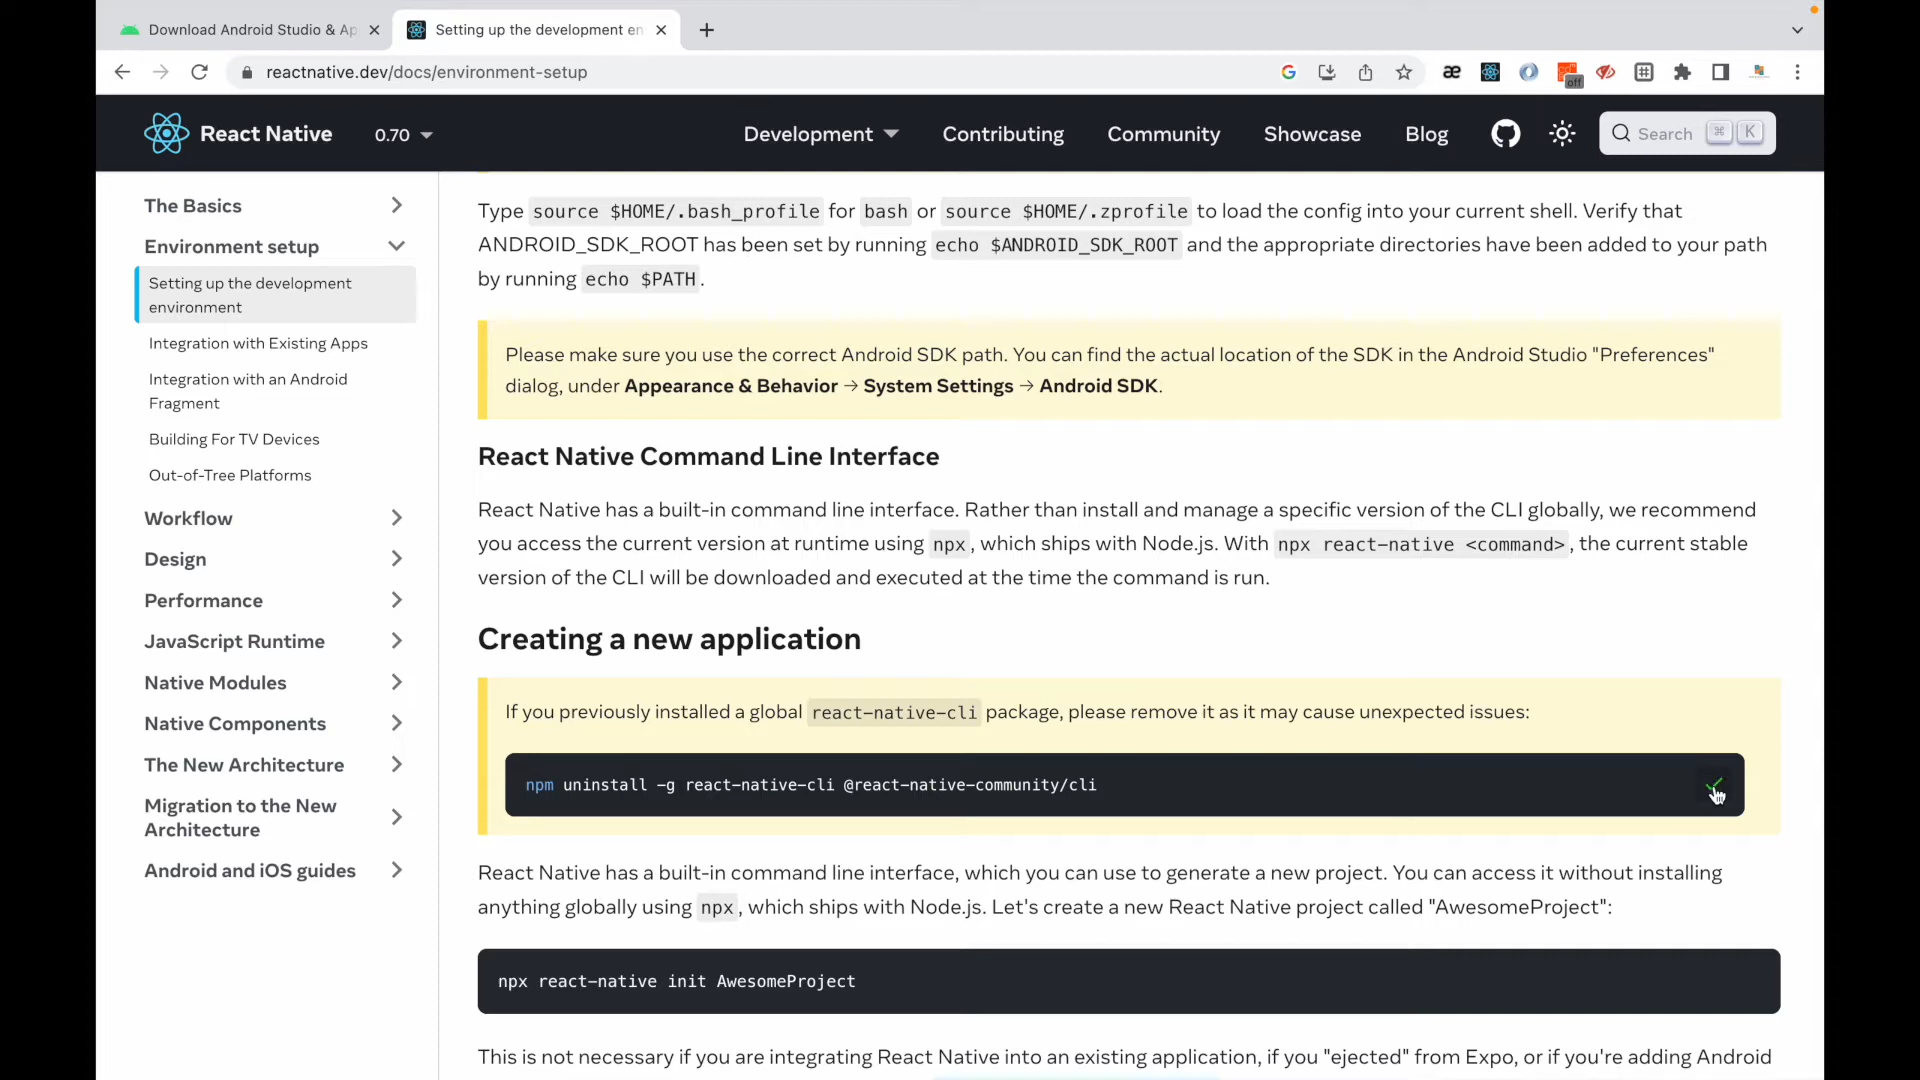 Download Android Studio & Ap
Setting up the development en
reactnative.dev/docs/environment-setup
off
React Native
0.70
Development
Contributing
Community
Showcase
Blog
Search
⌘ K
The Basics
Environment setup
Setting up the development
environment
Integration with Existing Apps
Integration with an Android
Fragment
Building For TV Devices
Out-of-Tree Platforms
Workflow
Design
Performance
JavaScript Runtime
Native Modules
Native Components
The New Architecture
Migration to the New
Architecture
Android and iOS guides
Type source $HOME/.bash_profile for bash or source $HOME/.zprofile to load the config into your current shell. Verify that
ANDROID_SDK_ROOT has been set by running echo $ANDROID_SDK_ROOT and the appropriate directories have been added to your path
by running echo $PATH.
Please make sure you use the correct Android SDK path. You can find the actual location of the SDK in the Android Studio "Preferences"
dialog, under Appearance & Behavior → System Settings → Android SDK.
React Native Command Line Interface
React Native has a built-in command line interface. Rather than install and manage a specific version of the CLI globally, we recommend
you access the current version at runtime using npx, which ships with Node.js. With npx react-native <command>, the current stable
version of the CLI will be downloaded and executed at the time the command is run.
Creating a new application
If you previously installed a global react-native-cli package, please remove it as it may cause unexpected issues:
npm uninstall -g react-native-cli @react-native-community/cli
React Native has a built-in command line interface, which you can use to generate a new project. You can access it without installing
anything globally using npx, which ships with Node.js. Let's create a new React Native project called "AwesomeProject":
npx react-native init AwesomeProject
This is not necessary if you are integrating React Native into an existing application, if you "ejected" from Expo, or if you're adding Android